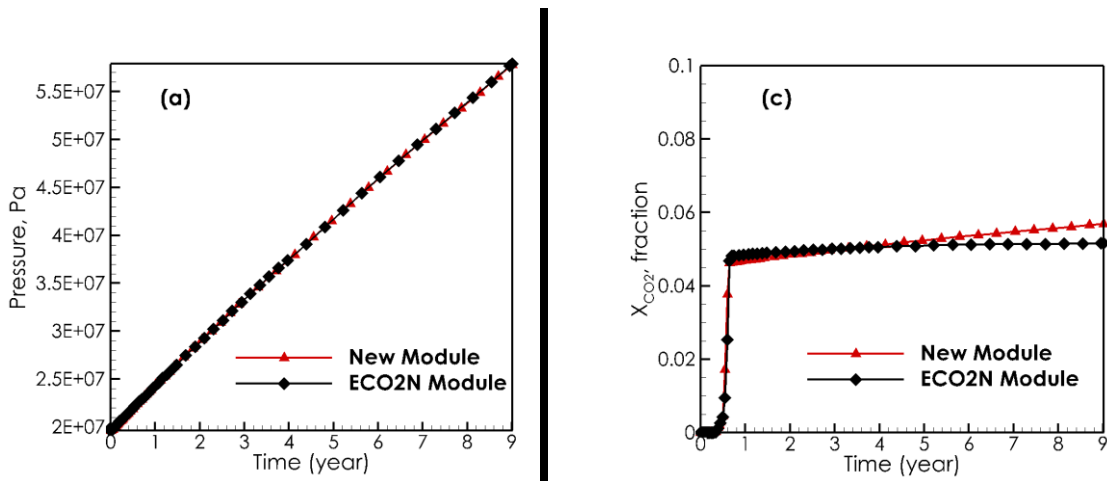 (a)
5.5E+07
5E+07
4.5E+07
4E+07
3.5E+07
3E+07
2.5E+07
2E+07
Pressure, Pa
New Module
ECO2N Module
0 1 2 3 4 5 6 7 8 9
Time (year)
(c)
0.1
0.08
0.06
0.04
0.02
0
X_CO2, fraction
New Module
ECO2N Module
0 1 2 3 4 5 6 7 8 9
Time (year)